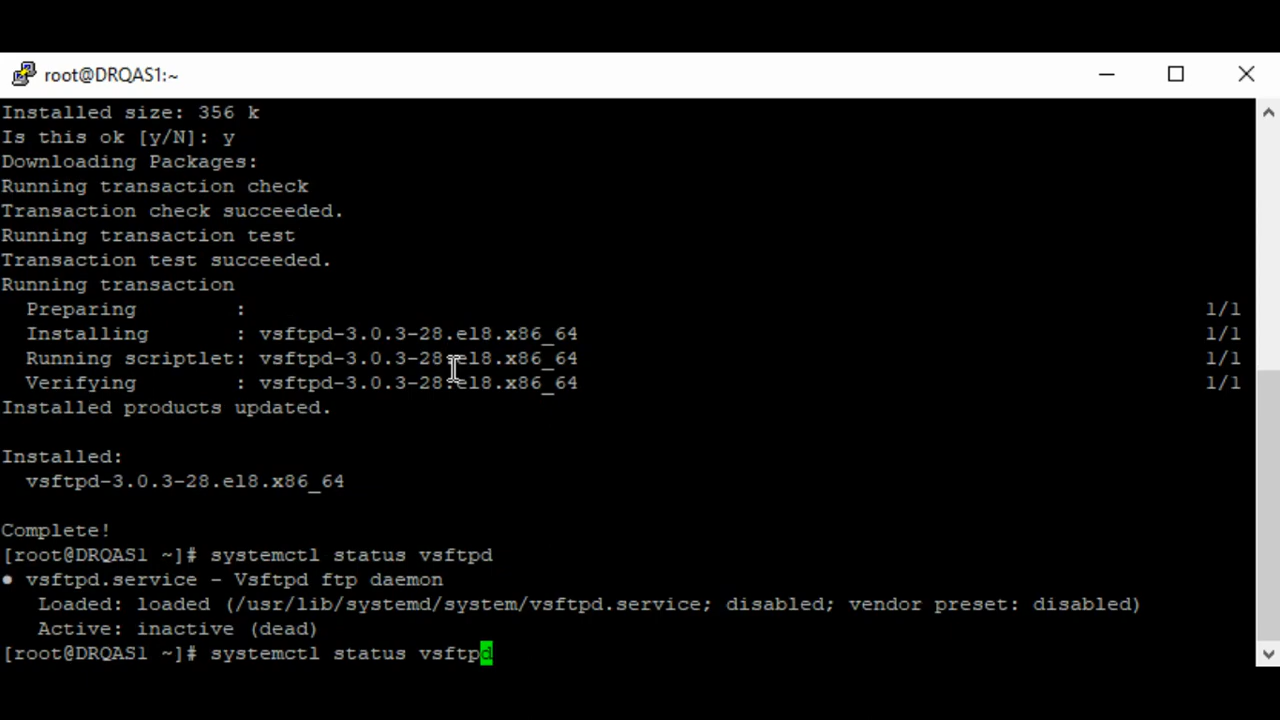 root@DRQAS1:~
Installed size: 356 k
Is this ok [y/N]: y
Downloading Packages:
Running transaction check
Transaction check succeeded.
Running transaction test
Transaction test succeeded.
Running transaction
  Preparing        :                                                                               1/1
  Installing       : vsftpd-3.0.3-28.el8.x86_64                                                    1/1
  Running scriptlet: vsftpd-3.0.3-28.el8.x86_64                                                    1/1
  Verifying        : vsftpd-3.0.3-28.el8.x86_64                                                    1/1
Installed products updated.
Installed:
  vsftpd-3.0.3-28.el8.x86_64
Complete!
[root@DRQAS1 ~]# systemctl status vsftpd
● vsftpd.service - Vsftpd ftp daemon
   Loaded: loaded (/usr/lib/systemd/system/vsftpd.service; disabled; vendor preset: disabled)
   Active: inactive (dead)
[root@DRQAS1 ~]# systemctl status vsftpd